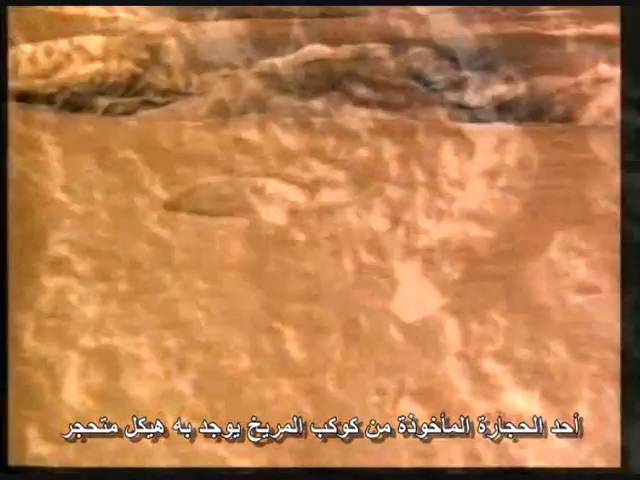 أحد الحجارة المأخوذة من كوكب المريخ يوجد به هيكل متحجر